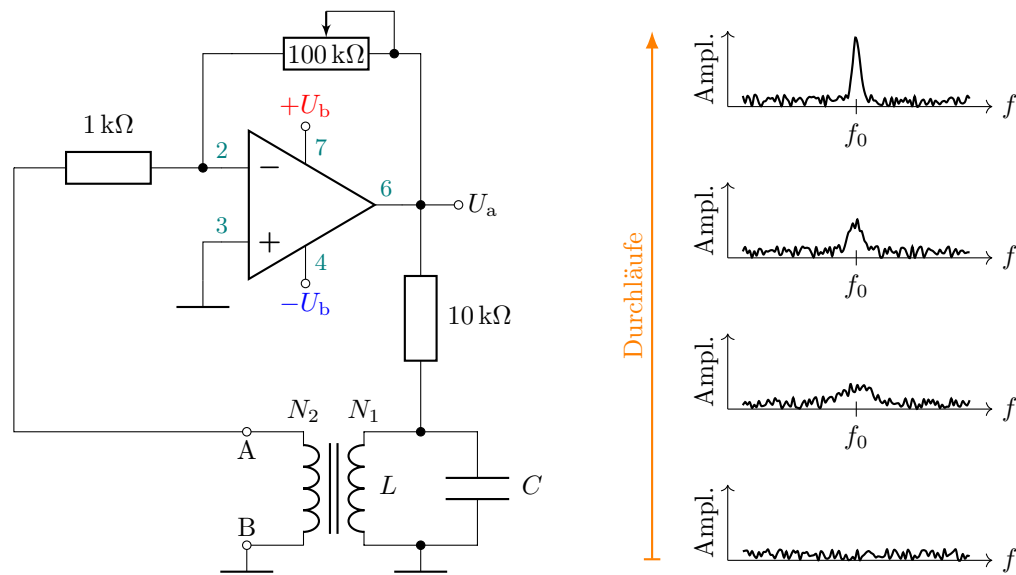 100 kΩ
1 kΩ
+U_b
2
7
−
6
U_a
3
+
4
−U_b
10 kΩ
N_2
N_1
A
L
C
B
Durchläufe
Ampl.
f
f_0
Ampl.
f
f_0
Ampl.
f
f_0
Ampl.
f